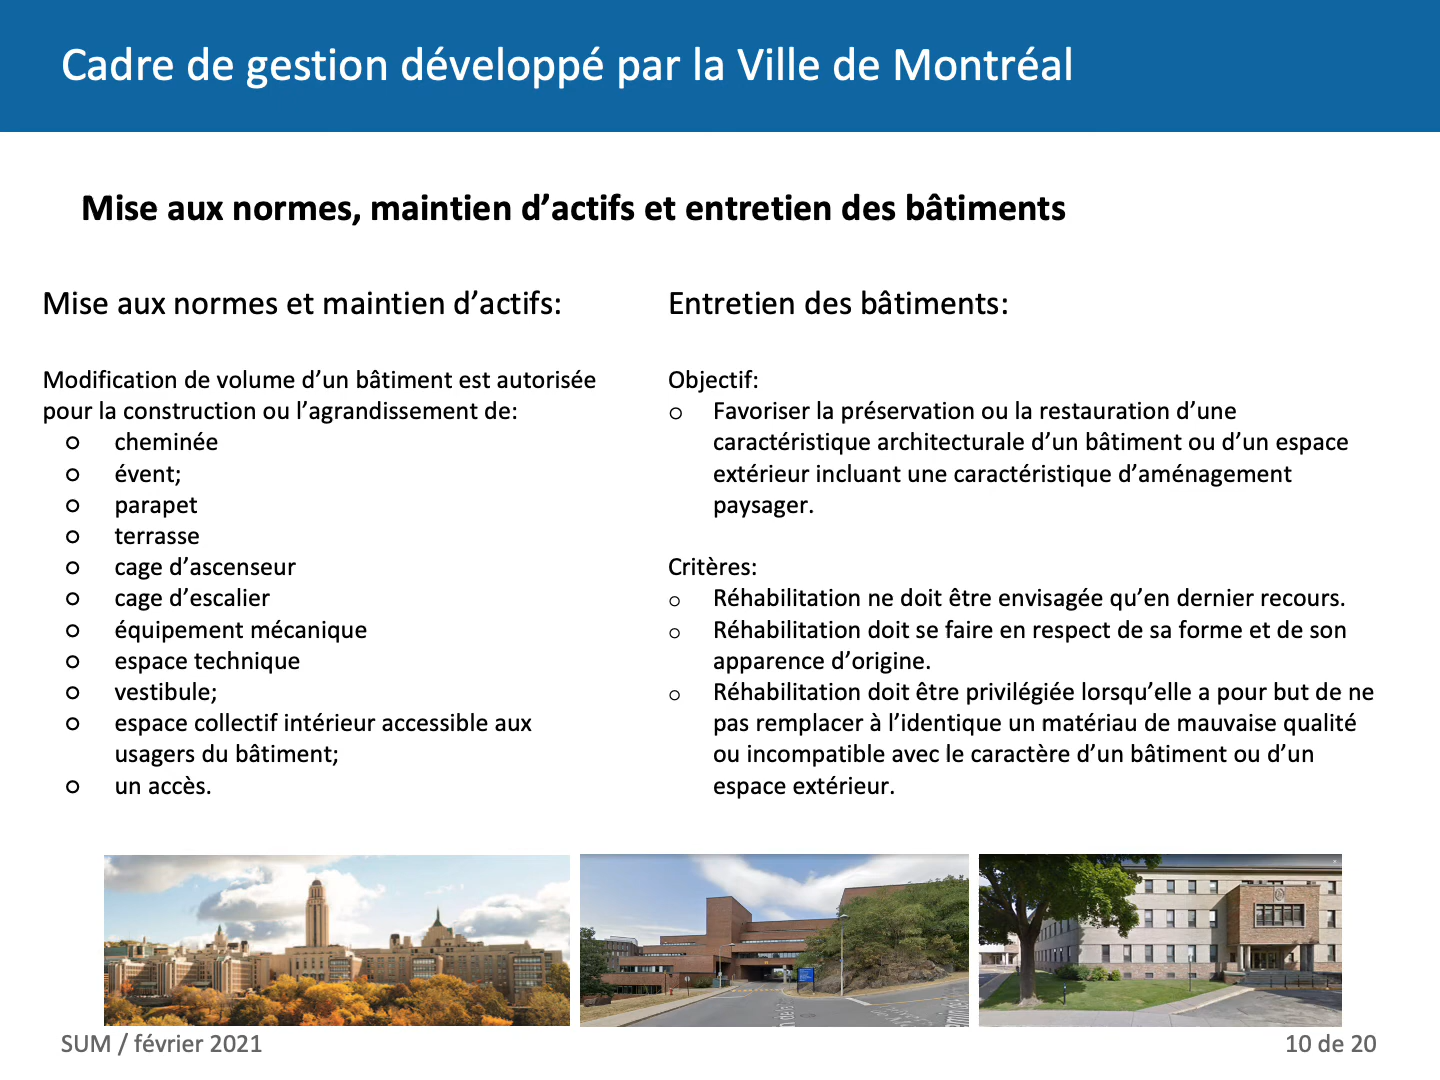 Cadre de gestion développé par la Ville de Montréal
Mise aux normes, maintien d’actifs et entretien des bâtiments
Mise aux normes et maintien d’actifs:
Modification de volume d’un bâtiment est autorisée
pour la construction ou l’agrandissement de:
o cheminée
o évent;
o parapet
o terrasse
o cage d’ascenseur
o cage d’escalier
o équipement mécanique
o espace technique
o vestibule;
o espace collectif intérieur accessible aux
usagers du bâtiment;
o un accès.
Entretien des bâtiments:
Objectif:
o Favoriser la préservation ou la restauration d’une
caractéristique architecturale d’un bâtiment ou d’un espace
extérieur incluant une caractéristique d’aménagement
paysager.
Critères:
o Réhabilitation ne doit être envisagée qu’en dernier recours.
o Réhabilitation doit se faire en respect de sa forme et de son
apparence d’origine.
o Réhabilitation doit être privilégiée lorsqu’elle a pour but de ne
pas remplacer à l’identique un matériau de mauvaise qualité
ou incompatible avec le caractère d’un bâtiment ou d’un
espace extérieur.
SUM / février 2021
10 de 20